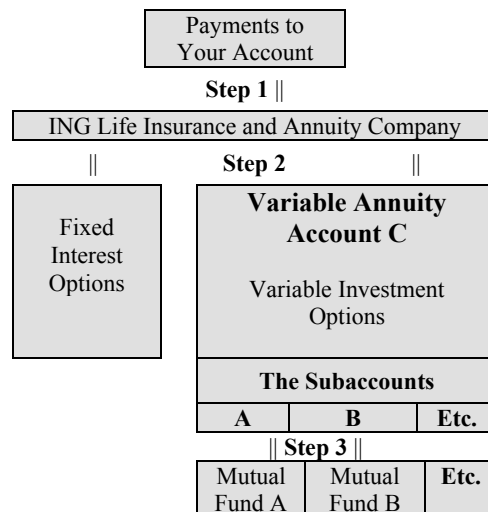 Payments to
Your Account
Step 1 ||
ING Life Insurance and Annuity Company
|| Step 2 ||
Fixed
Interest
Options
Variable Annuity
Account C
Variable Investment
Options
The Subaccounts
A B Etc.
|| Step 3 ||
Mutual
Fund A
Mutual
Fund B
Etc.